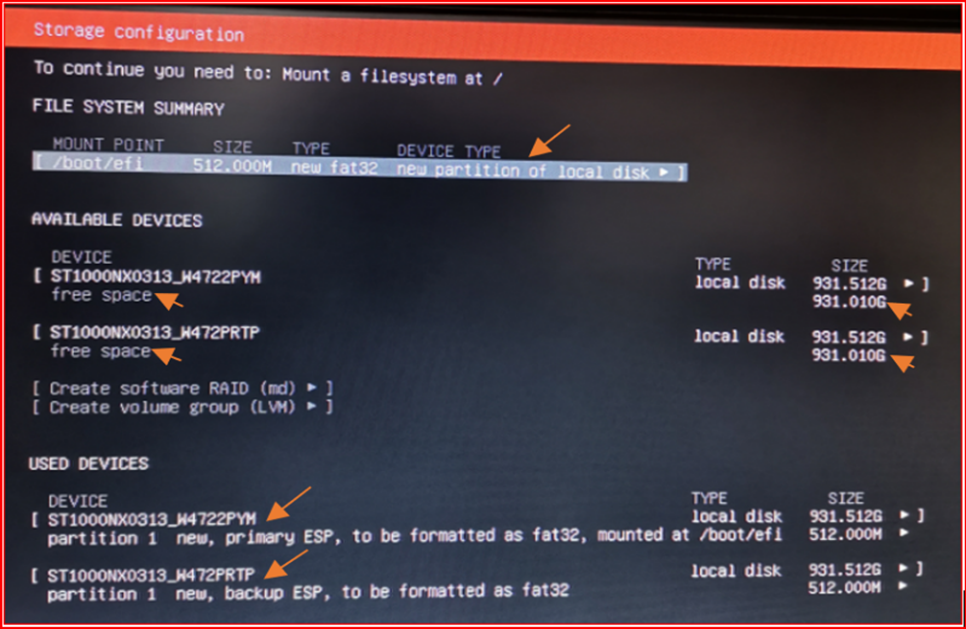 Storage configuration
To continue you need to: Mount a filesystem at /
FILE SYSTEM SUMMARY
MOUNT POINT SIZE TYPE DEVICE TYPE
[ /boot/efi 512.000M new fat32 new partition of local disk ► ]
AVAILABLE DEVICES
DEVICE TYPE SIZE
[ ST1000NX0313_W4722PYM local disk 931.512G ► ]
free space 931.010G
[ ST1000NX0313_W472PRTP local disk 931.512G ► ]
free space 931.010G
[ Create software RAID (md) ► ]
[ Create volume group (LVM) ► ]
USED DEVICES
DEVICE TYPE SIZE
[ ST1000NX0313_W4722PYM local disk 931.512G ► ]
partition 1 new, primary ESP, to be formatted as fat32, mounted at /boot/efi 512.000M ►
[ ST1000NX0313_W472PRTP local disk 931.512G ► ]
partition 1 new, backup ESP, to be formatted as fat32 512.000M ►